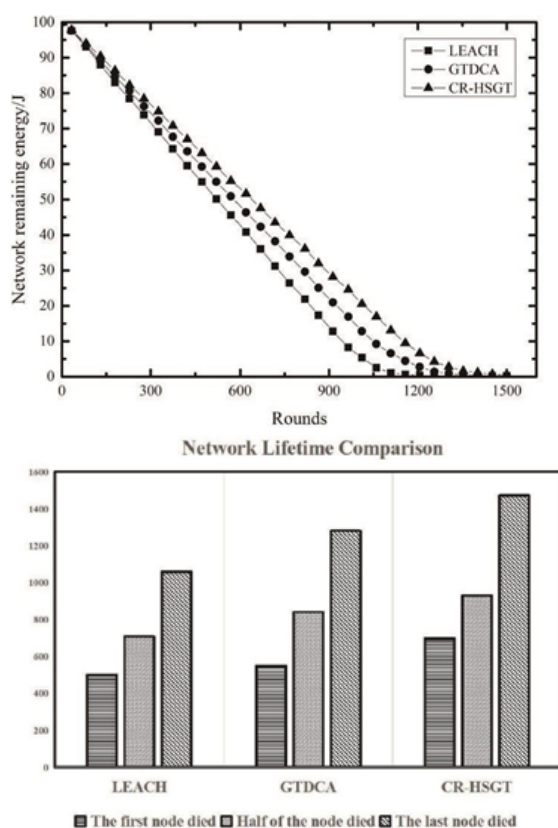 100
90
80
70
60
50
40
30
20
10
0
Network remaining energy/J
LEACH
GTDCA
CR-HSGT
0 300 600 900 1200 1500
Rounds
Network Lifetime Comparison
1600
1400
1200
1000
800
600
400
200
0
LEACH GTDCA CR-HSGT
The first node died Half of the node died The last node died